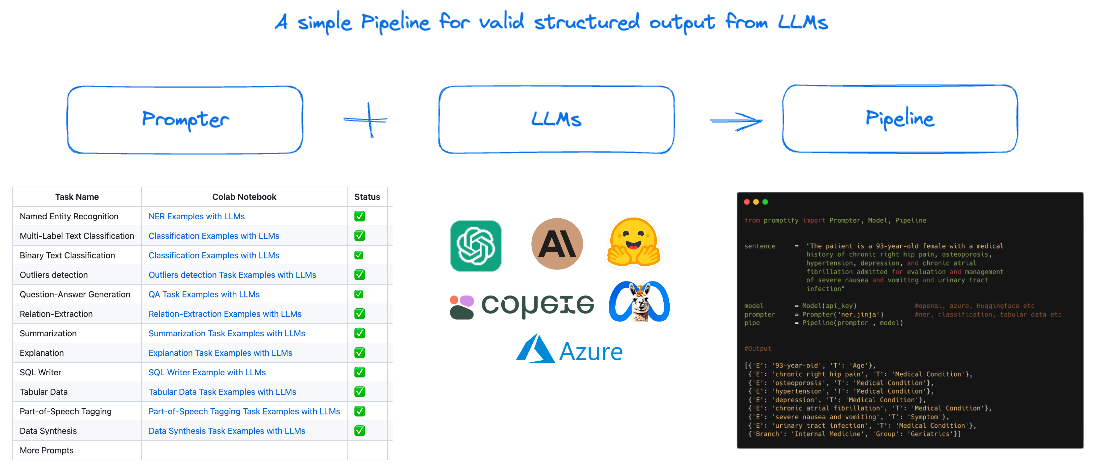 A simple Pipeline for valid structured output from LLMs
Prompter
LLMs
Pipeline
Task Name Colab Notebook Status
Named Entity Recognition NER Examples with LLMs ✅
Multi-Label Text Classification Classification Examples with LLMs ✅
Binary Text Classification Classification Examples with LLMs ✅
Outliers detection Outliers detection Task Examples with LLMs ✅
Question-Answer Generation QA Task Examples with LLMs ✅
Relation-Extraction Relation-Extraction Examples with LLMs ✅
Summarization Summarization Task Examples with LLMs ✅
Explanation Explanation Task Examples with LLMs ✅
SQL Writer SQL Writer Example with LLMs ✅
Tabular Data Tabular Data Task Examples with LLMs ✅
Part-of-Speech Tagging Part-of-Speech Tagging Task Examples with LLMs ✅
Data Synthesis Data Synthesis Task Examples with LLMs ✅
More Prompts
A\
Azure
from promptify import Prompter, Model, Pipeline
sentence = "The patient is a 93-year-old female with a medical
history of chronic right hip pain, osteoporosis,
hypertension, depression, and chronic atrial
fibrillation admitted for evaluation and management
of severe nausea and vomiting and urinary tract
infection"
model = Model(api_key) #openai, azure, Huggingface etc
prompter = Prompter('ner.jinja') #ner, classification, tabular data etc
pipe = Pipeline(prompter , model)
#Output
[{'E': '93-year-old', 'T': 'Age'},
{'E': 'chronic right hip pain', 'T': 'Medical Condition'},
{'E': 'osteoporosis', 'T': 'Medical Condition'},
{'E': 'hypertension', 'T': 'Medical Condition'},
{'E': 'depression', 'T': 'Medical Condition'},
{'E': 'chronic atrial fibrillation', 'T': 'Medical Condition'},
{'E': 'severe nausea and vomiting', 'T': 'Symptom'},
{'E': 'urinary tract infection', 'T': 'Medical Condition'},
{'Branch': 'Internal Medicine', 'Group': 'Geriatrics'}]